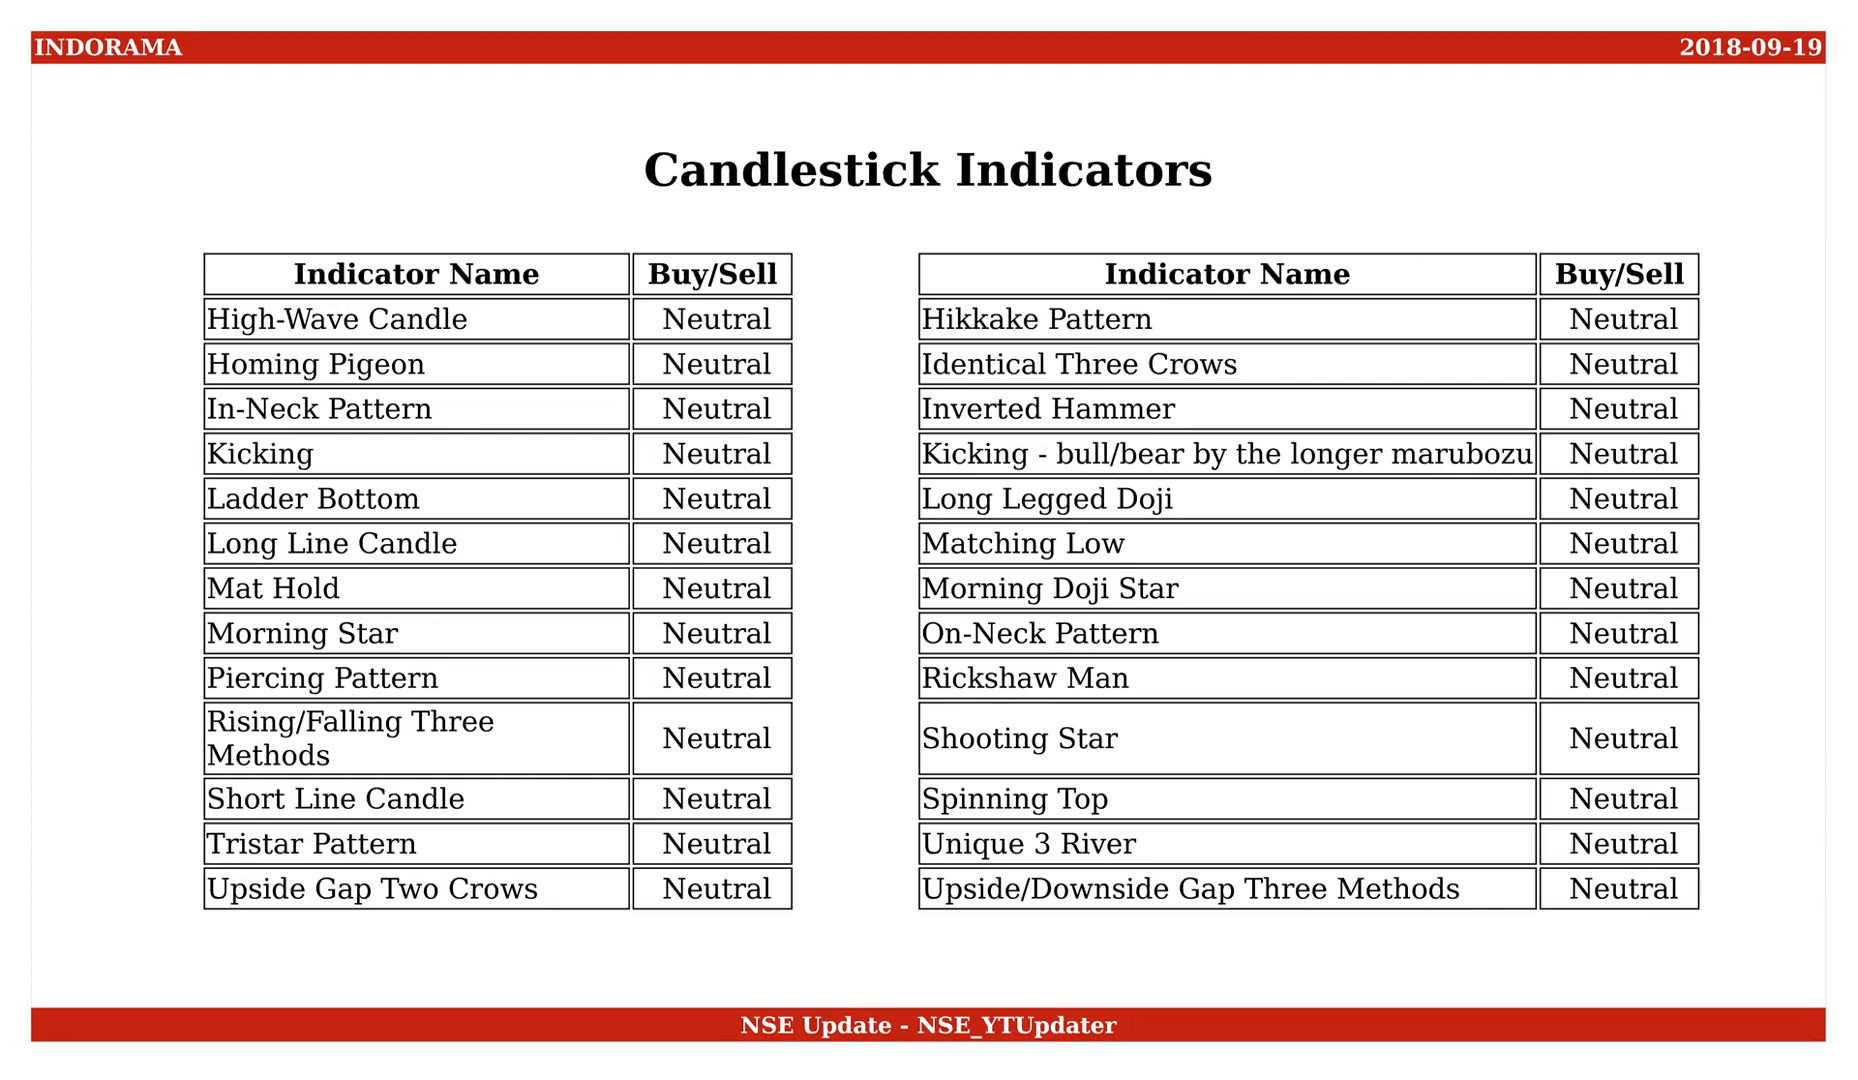 INDORAMA 2018-09-19
Candlestick Indicators
Indicator Name Buy/Sell
High-Wave Candle Neutral
Homing Pigeon Neutral
In-Neck Pattern Neutral
Kicking Neutral
Ladder Bottom Neutral
Long Line Candle Neutral
Mat Hold Neutral
Morning Star Neutral
Piercing Pattern Neutral
Rising/Falling Three
Methods Neutral
Short Line Candle Neutral
Tristar Pattern Neutral
Upside Gap Two Crows Neutral
Indicator Name Buy/Sell
Hikkake Pattern Neutral
Identical Three Crows Neutral
Inverted Hammer Neutral
Kicking - bull/bear by the longer marubozu Neutral
Long Legged Doji Neutral
Matching Low Neutral
Morning Doji Star Neutral
On-Neck Pattern Neutral
Rickshaw Man Neutral
Shooting Star Neutral
Spinning Top Neutral
Unique 3 River Neutral
Upside/Downside Gap Three Methods Neutral
NSE Update - NSE_YTUpdater